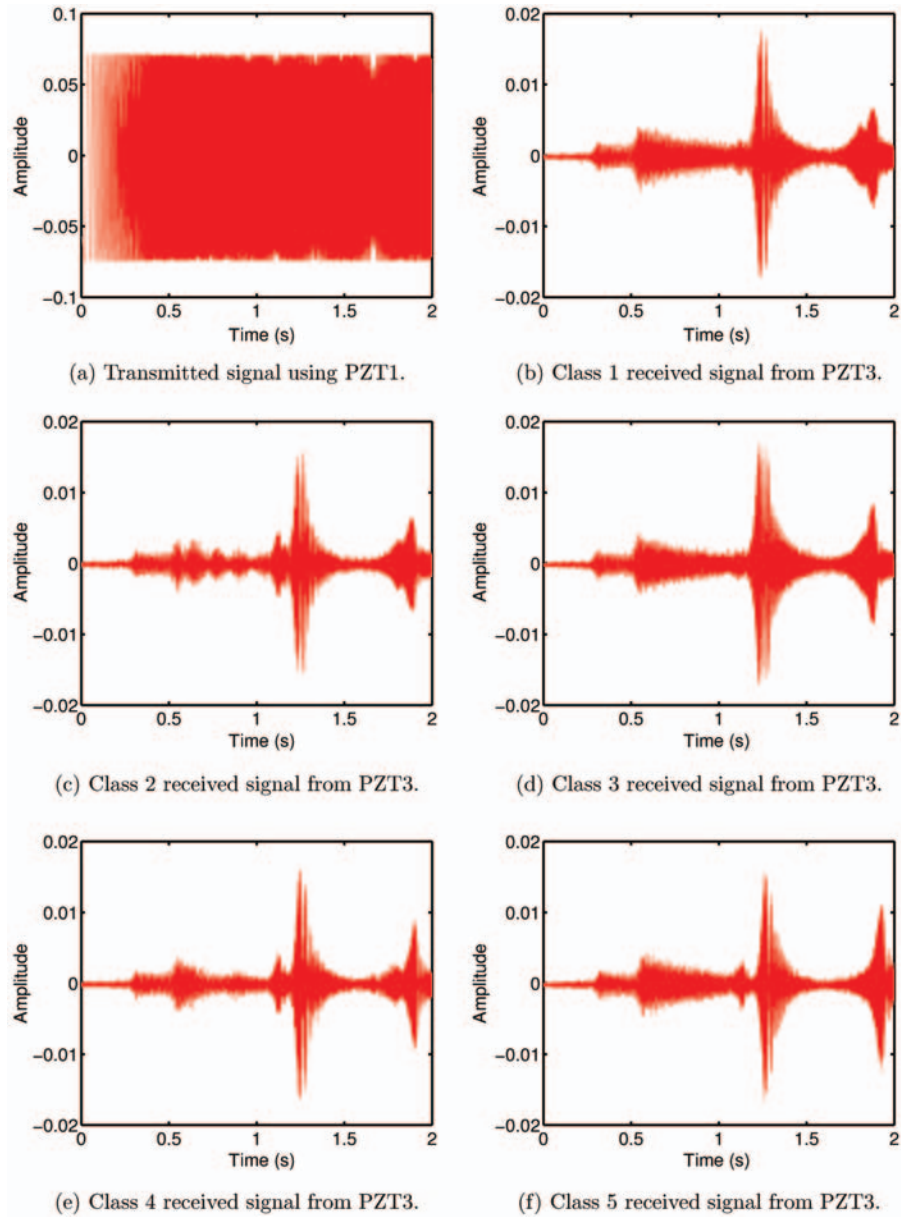 0.1
0.05
0
−0.05
−0.1
Amplitude
0 0.5 1 1.5 2
Time (s)
(a) Transmitted signal using PZT1.
0.02
0.01
0
−0.01
−0.02
Amplitude
0 0.5 1 1.5 2
Time (s)
(b) Class 1 received signal from PZT3.
0.02
0.01
0
−0.01
−0.02
Amplitude
0 0.5 1 1.5 2
Time (s)
(c) Class 2 received signal from PZT3.
0.02
0.01
0
−0.01
−0.02
Amplitude
0 0.5 1 1.5 2
Time (s)
(d) Class 3 received signal from PZT3.
0.02
0.01
0
−0.01
−0.02
Amplitude
0 0.5 1 1.5 2
Time (s)
(e) Class 4 received signal from PZT3.
0.02
0.01
0
−0.01
−0.02
Amplitude
0 0.5 1 1.5 2
Time (s)
(f) Class 5 received signal from PZT3.